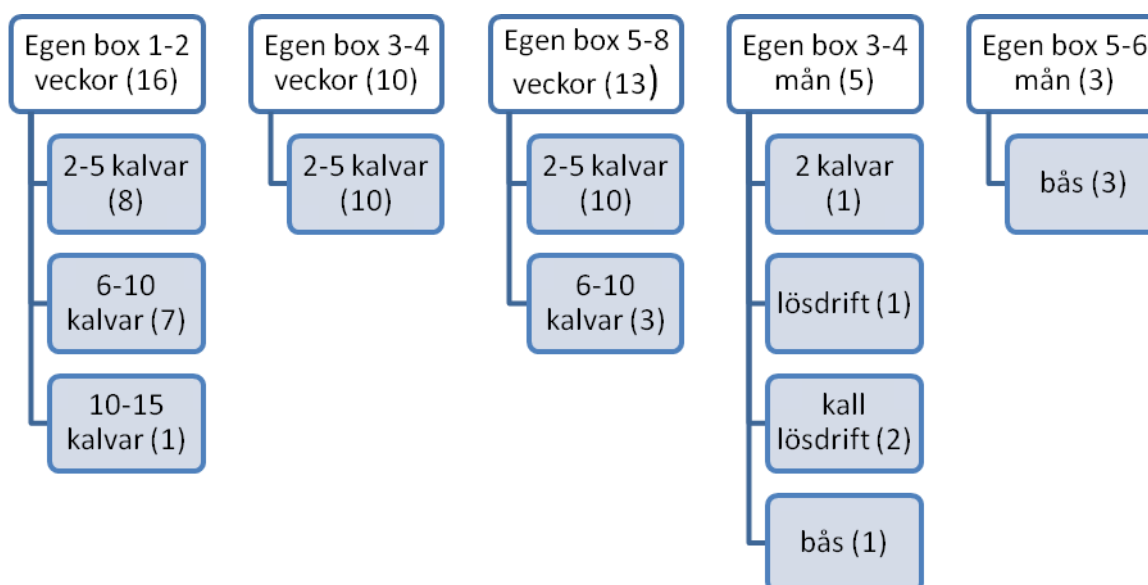 Egen box 1-2
veckor (16)
2-5 kalvar
(8)
6-10
kalvar (7)
10-15
kalvar (1)
Egen box 3-4
veckor (10)
2-5 kalvar
(10)
Egen box 5-8
veckor (13)
2-5 kalvar
(10)
6-10
kalvar (3)
Egen box 3-4
mån (5)
2 kalvar
(1)
lösdrift (1)
kall
lösdrift (2)
bås (1)
Egen box 5-6
mån (3)
bås (3)